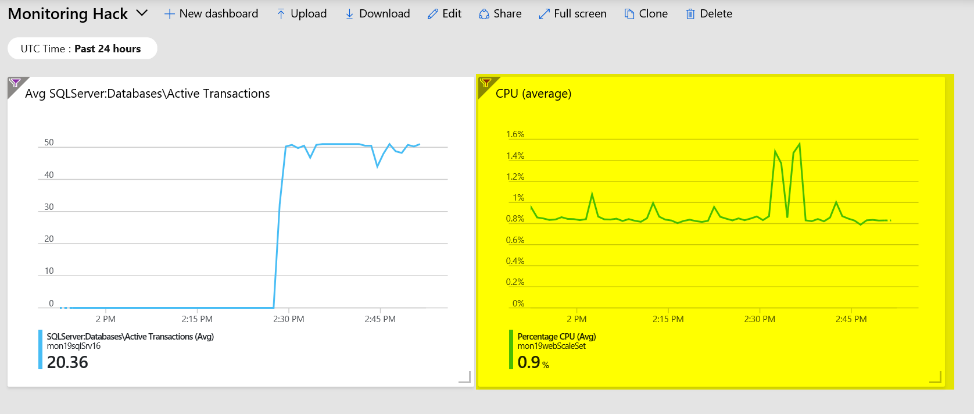 Monitoring Hack
New dashboard
Upload
Download
Edit
Share
Full screen
Clone
Delete
UTC Time : Past 24 hours
Avg SQLServer:Databases\Active Transactions
50
40
30
20
10
0
2 PM
2:15 PM
2:30 PM
2:45 PM
SQLServer:Databases\Active Transactions (Avg)
mon19sqlSrv16
20.36
CPU (average)
1.6%
1.4%
1.2%
1%
0.8%
0.6%
0.4%
0.2%
0%
2 PM
2:15 PM
2:30 PM
2:45 PM
Percentage CPU (Avg)
mon19webScaleSet
0.9 %